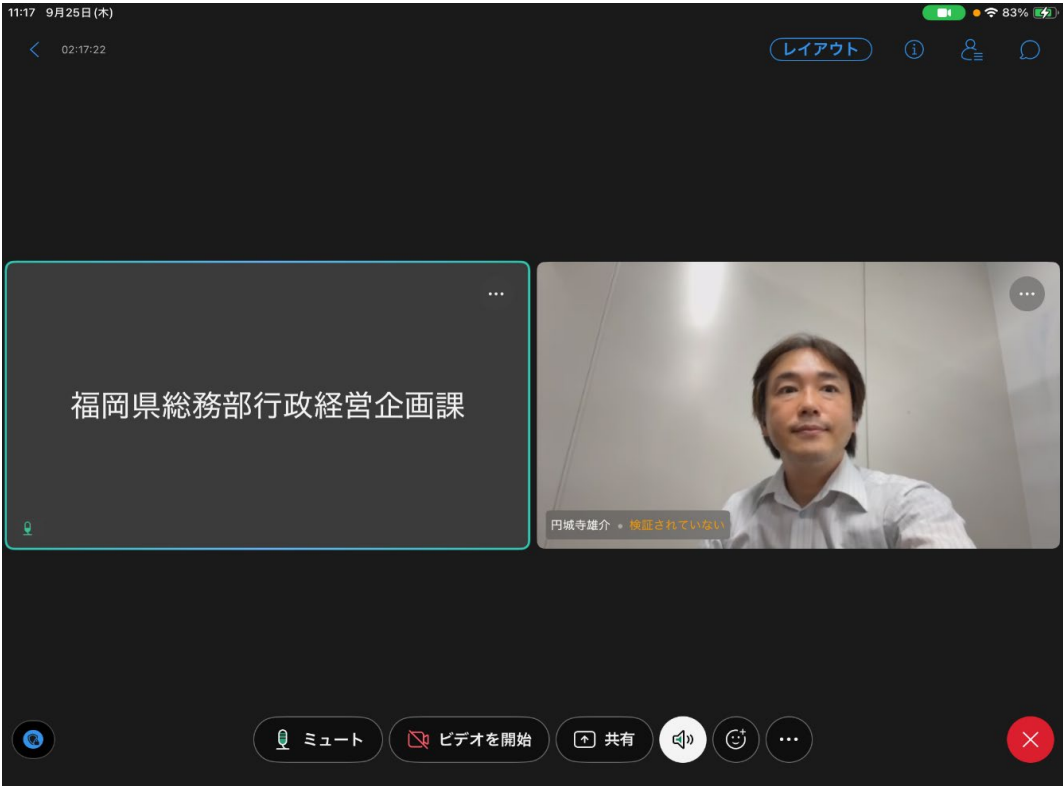 11:17 9月25日(木)
83%
02:17:22
レイアウト
福岡県総務部行政経営企画課
円城寺雄介 • 検証されていない
ミュート
ビデオを開始
共有